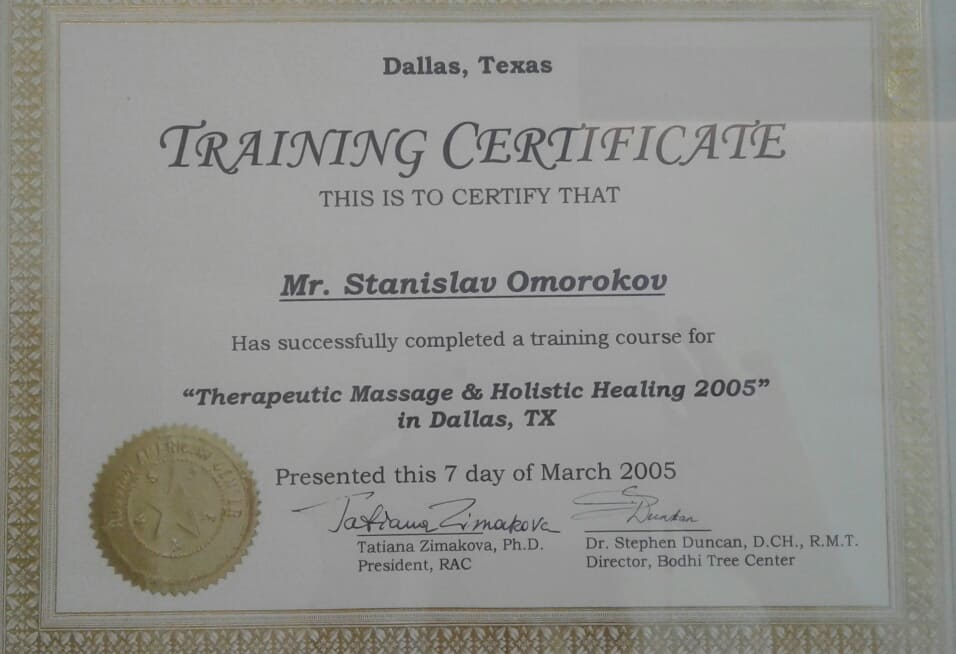 Dallas, Texas
TRAINING CERTIFICATE
THIS IS TO CERTIFY THAT
Mr. Stanislav Omorokov
Has successfully completed a training course for
“Therapeutic Massage & Holistic Healing 2005”
in Dallas, TX
Presented this 7 day of March 2005
Tatiana Zimakova
Duncan
Tatiana Zimakova, Ph.D.
President, RAC
Dr. Stephen Duncan, D.CH., R.M.T.
Director, Bodhi Tree Center